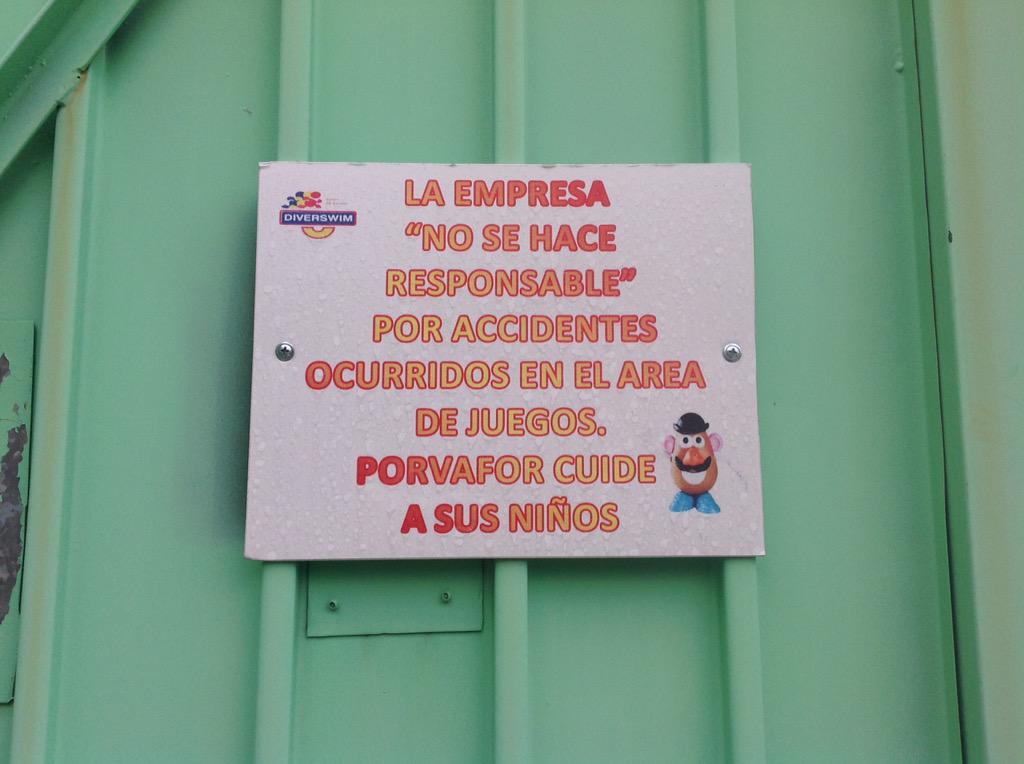 DIVERSWIM
LA EMPRESA
“NO SE HACE
RESPONSABLE”
POR ACCIDENTES
OCURRIDOS EN EL AREA
DE JUEGOS.
PORVAFOR CUIDE
A SUS NIÑOS